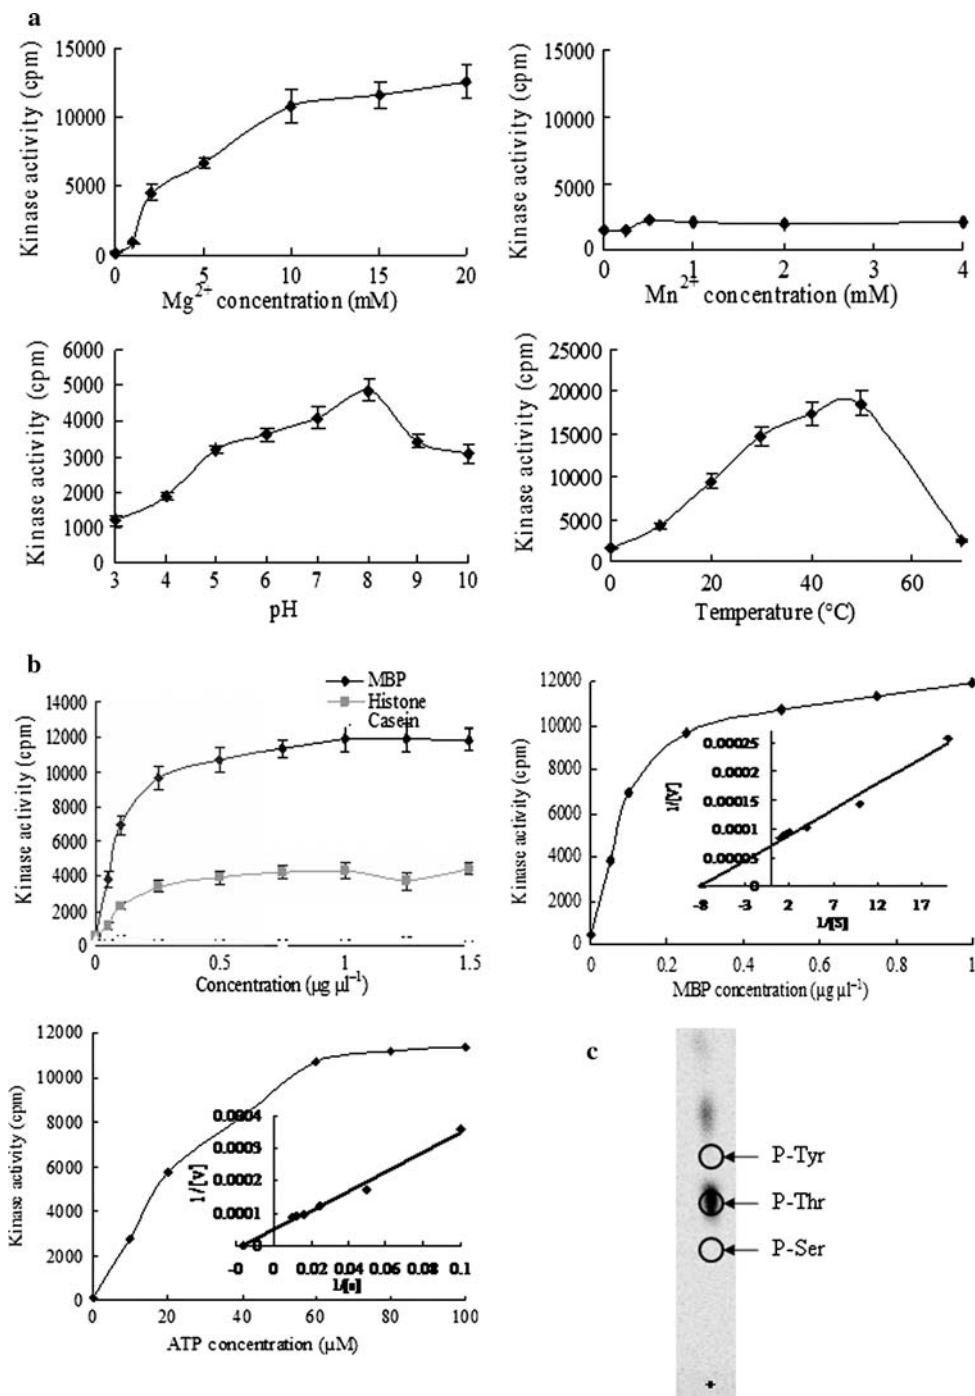 a
Kinase activity (cpm)
15000
10000
5000
0
0 5 10 15 20
Mg2+ concentration (mM)
Kinase activity (cpm)
15000
10000
5000
0
0 1 2 3 4
Mn2+ concentration (mM)
Kinase activity (cpm)
6000
5000
4000
3000
2000
1000
0
3 4 5 6 7 8 9 10
pH
Kinase activity (cpm)
25000
20000
15000
10000
5000
0
0 20 40 60
Temperature (°C)
b
MBP
Histone
Casein
Kinase activity (cpm)
14000
12000
10000
8000
6000
4000
2000
0
0 0.5 1 1.5
Concentration (µg µl⁻¹)
Kinase activity (cpm)
12000
10000
8000
6000
4000
2000
0
0 0.2 0.4 0.6 0.8 1
MBP concentration (µg µl⁻¹)
1/[V]
0.00025
0.0002
0.00015
0.0001
0.00005
0
-8 -3 2 7 12 17
1/[S]
Kinase activity (cpm)
12000
10000
8000
6000
4000
2000
0
0 20 40 60 80 100
ATP concentration (µM)
1/[V]
0.0004
0.0003
0.0002
0.0001
0
-0 0 0.02 0.04 0.06 0.08 0.1
1/[s]
c
P-Tyr
P-Thr
P-Ser